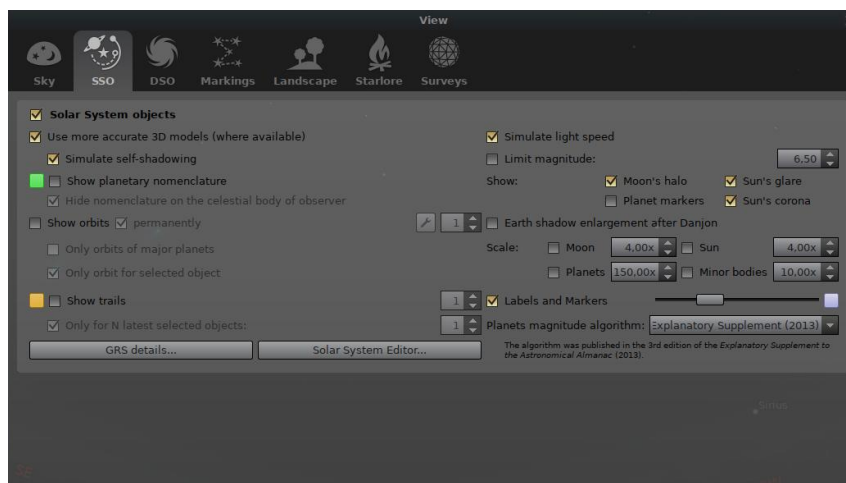 View
Sky SSO DSO Markings Landscape Starlore Surveys
Solar System objects
Use more accurate 3D models (where available)
Simulate self-shadowing
Show planetary nomenclature
Hide nomenclature on the celestial body of observer
Show orbits permanently 1
Only orbits of major planets
Only orbit for selected object
Show trails 1
Only for N latest selected objects: 1
GRS details... Solar System Editor...
Simulate light speed
Limit magnitude: 6.50
Show: Moon's halo Sun's glare
Planet markers Sun's corona
Earth shadow enlargement after Danjon
Scale: Moon 4,00x Sun 4,00x
Planets 150,00x Minor bodies 10,00x
Labels and Markers
Planets magnitude algorithm: Explanatory Supplement (2013)
The algorithm was published in the 3rd edition of the Explanatory Supplement to
the Astronomical Almanac (2013).
Sirius